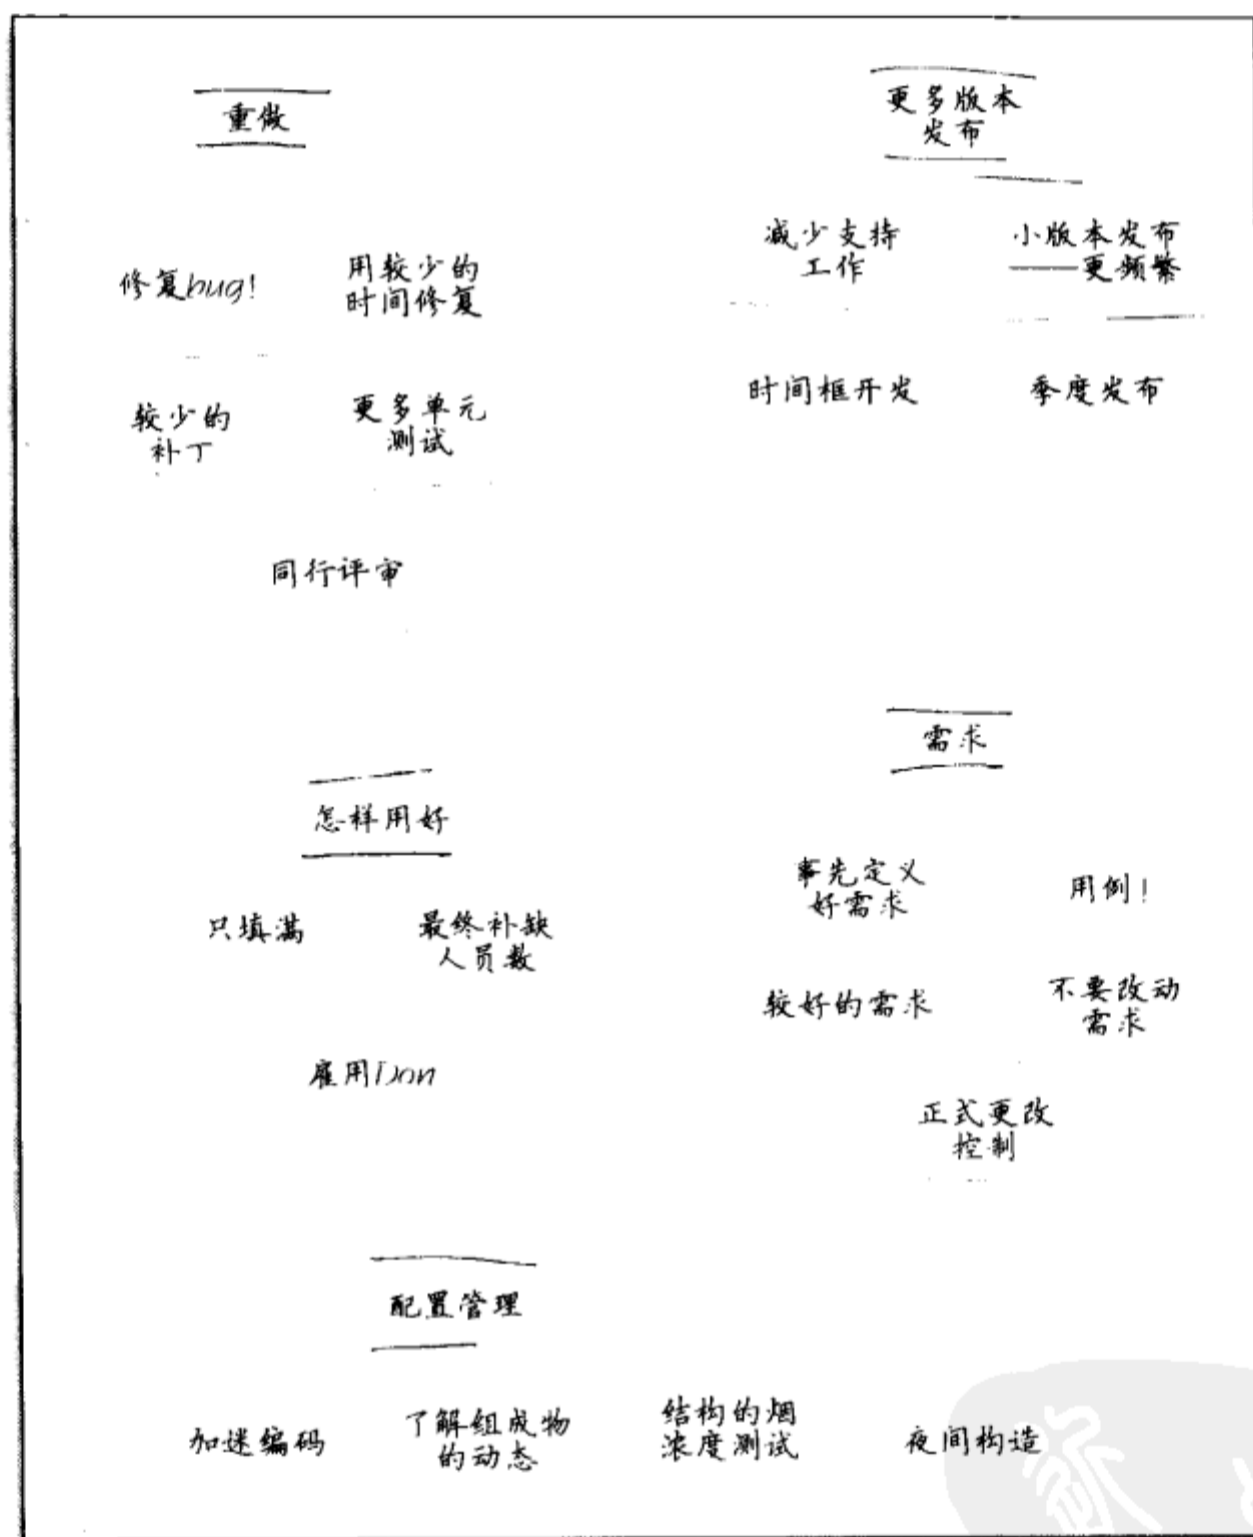 重做
修复bug!
用较少的
时间修复
较少的
补丁
更多单元
测试
同行评审
更多版本
发布
减少支持
工作
小版本发布
——更频繁
时间框开发
季度发布
怎样用好
只填满
最终补缺
人员数
雇用Don
需求
事先定义
好需求
用例!
较好的需求
不要改动
需求
正式更改
控制
配置管理
加迷编码
了解组成物
的动态
结构的烟
浓度测试
夜间构造